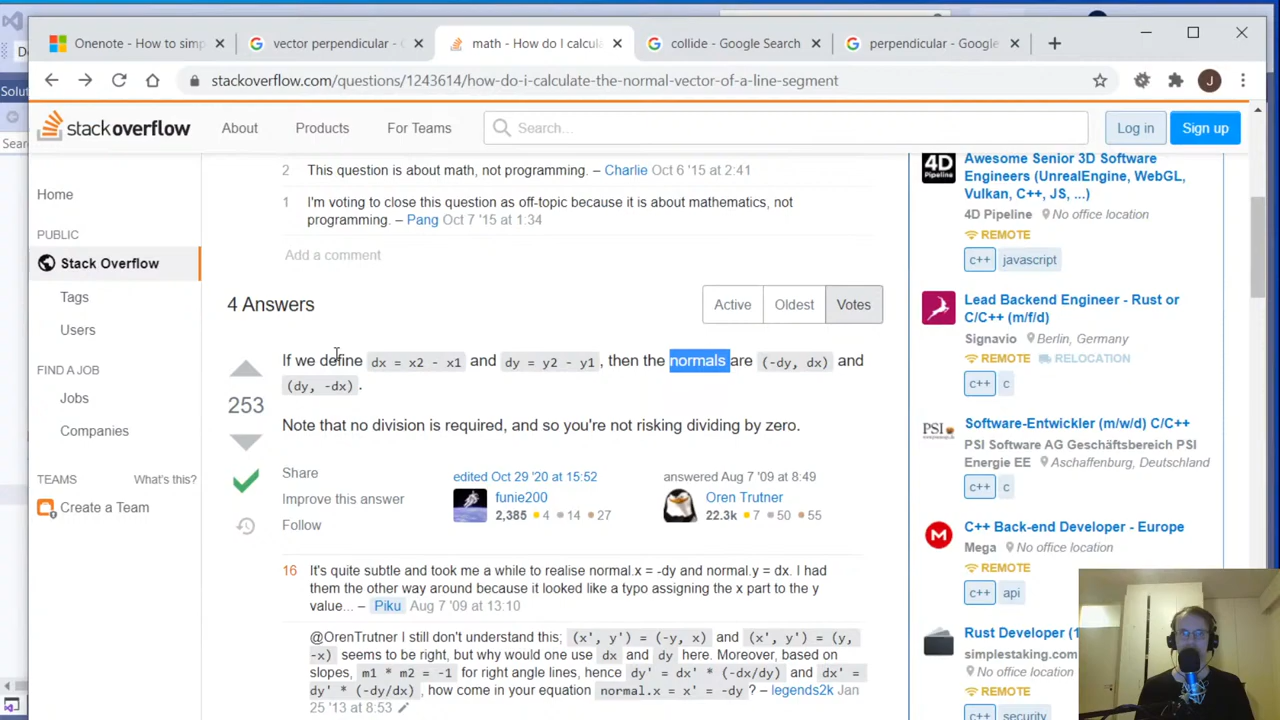 Onenote - How to simp
vector perpendicular - G
math - How do I calcula
collide - Google Search
perpendicular - Google
stackoverflow.com/questions/1243614/how-do-i-calculate-the-normal-vector-of-a-line-segment
J
Solut
Sear
stackoverflow
About
Products
For Teams
Search...
Log in
Sign up
Home
PUBLIC
Stack Overflow
Tags
Users
FIND A JOB
Jobs
Companies
TEAMS
What's this?
Create a Team
2 This question is about math, not programming. – Charlie Oct 6 '15 at 2:41
1 I'm voting to close this question as off-topic because it is about mathematics, not
programming. – Pang Oct 7 '15 at 1:34
Add a comment
4 Answers
Active
Oldest
Votes
If we define dx = x2 - x1 and dy = y2 - y1, then the normals are (-dy, dx) and
(dy, -dx).
253
Note that no division is required, and so you're not risking dividing by zero.
Share
Improve this answer
Follow
edited Oct 29 '20 at 15:52
funie200
2,385 4 14 27
answered Aug 7 '09 at 8:49
Oren Trutner
22.3k 7 50 55
16 It's quite subtle and took me a while to realise normal.x = -dy and normal.y = dx. I had
them the other way around because it looked like a typo assigning the x part to the y
value... – Piku Aug 7 '09 at 13:10
@OrenTrutner I still don't understand this; (x', y') = (-y, x) and (x', y') = (y,
-x) seems to be right, but why would one use dx and dy here. Moreover, based on
slopes, m1 * m2 = -1 for right angle lines, hence dy' = dx' * (-dx/dy) and dx' =
dy' * (-dy/dx), how come in your equation normal.x = x' = -dy ? – legends2k Jan
25 '13 at 8:53
4D
Pipeline
Awesome Senior 3D Software
Engineers (UnrealEngine, WebGL,
Vulkan, C++, JS, ...)
4D Pipeline No office location
REMOTE
c++ javascript
Lead Backend Engineer - Rust or
C/C++ (m/f/d)
Signavio Berlin, Germany
REMOTE RELOCATION
c++ c
PSI
Software-Entwickler (m/w/d) C/C++
PSI Software AG Geschäftsbereich PSI
Energie EE Aschaffenburg, Deutschland
c++ c
M
C++ Back-end Developer - Europe
Mega No office location
REMOTE
c++ api
Rust Developer (1
simplestaking.com
No office location
REMOTE
c++ security